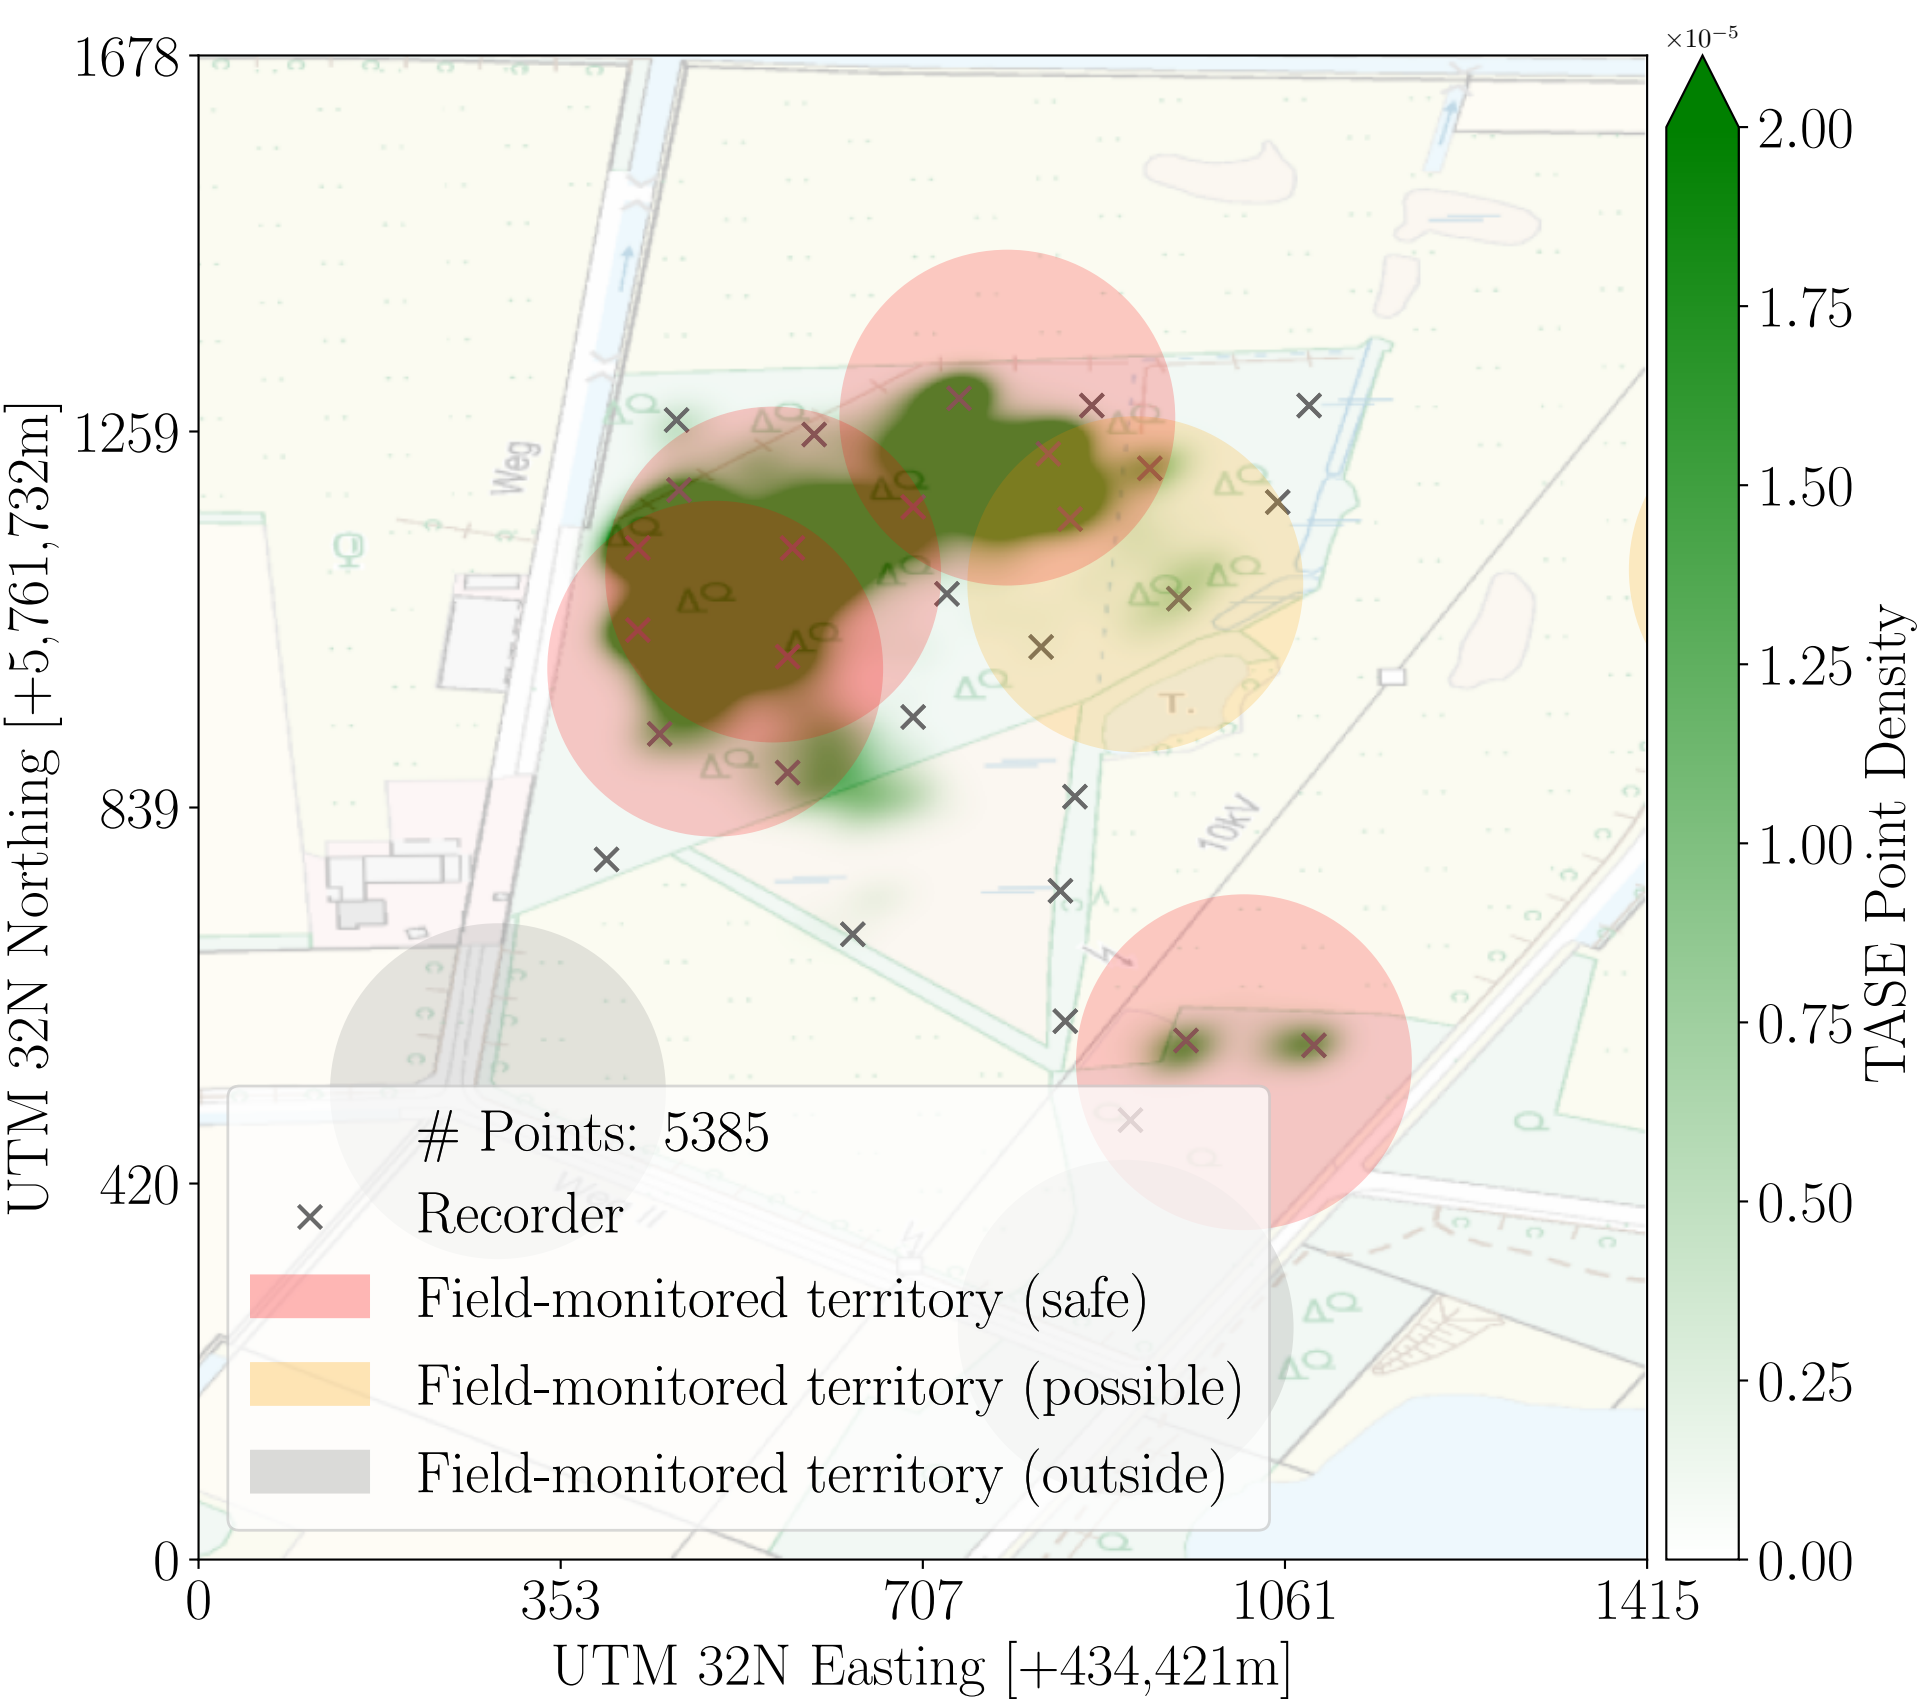 ×10⁻⁵
1678
1259
839
420
0
UTM 32N Northing [+5,761,732m]
0
353
707
1061
1415
UTM 32N Easting [+434,421m]
2.00
1.75
1.50
1.25
1.00
0.75
0.50
0.25
0.00
TASE Point Density
Weg
10kV
T.
# Points: 5385
Recorder
Field-monitored territory (safe)
Field-monitored territory (possible)
Field-monitored territory (outside)